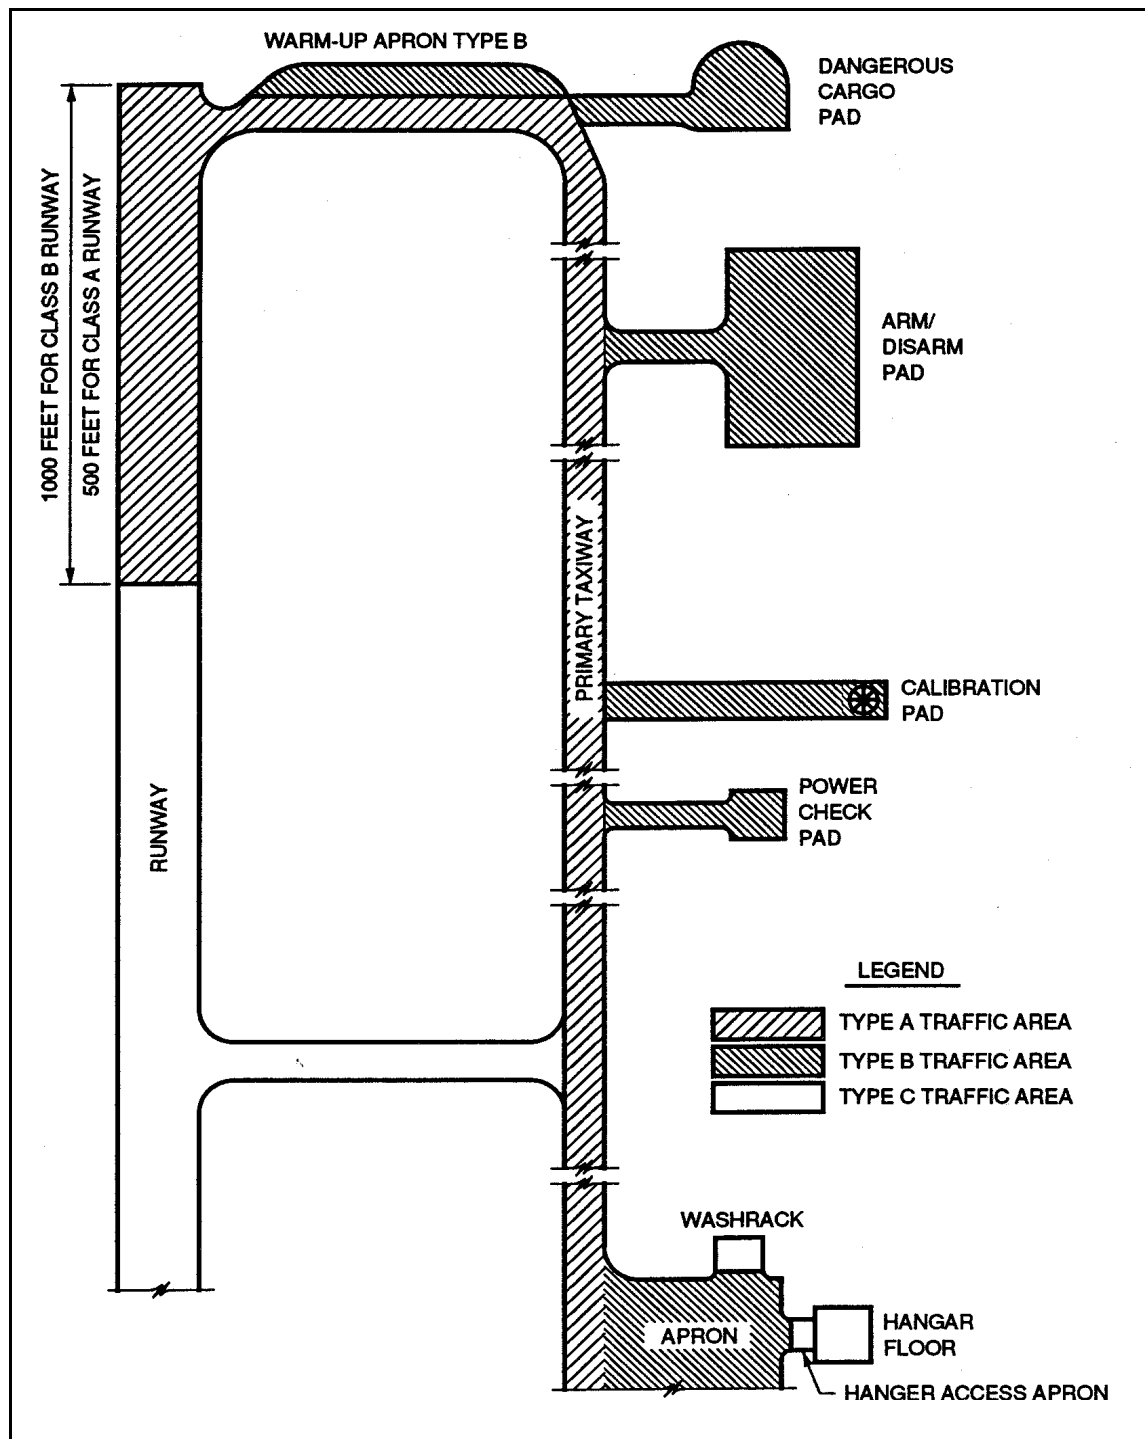 WARM-UP APRON TYPE B
DANGEROUS
CARGO
PAD
1000 FEET FOR CLASS B RUNWAY
500 FEET FOR CLASS A RUNWAY
ARM/
DISARM
PAD
PRIMARY TAXIWAY
CALIBRATION
PAD
POWER
CHECK
PAD
RUNWAY
LEGEND
TYPE A TRAFFIC AREA
TYPE B TRAFFIC AREA
TYPE C TRAFFIC AREA
WASHRACK
APRON
HANGAR
FLOOR
HANGER ACCESS APRON